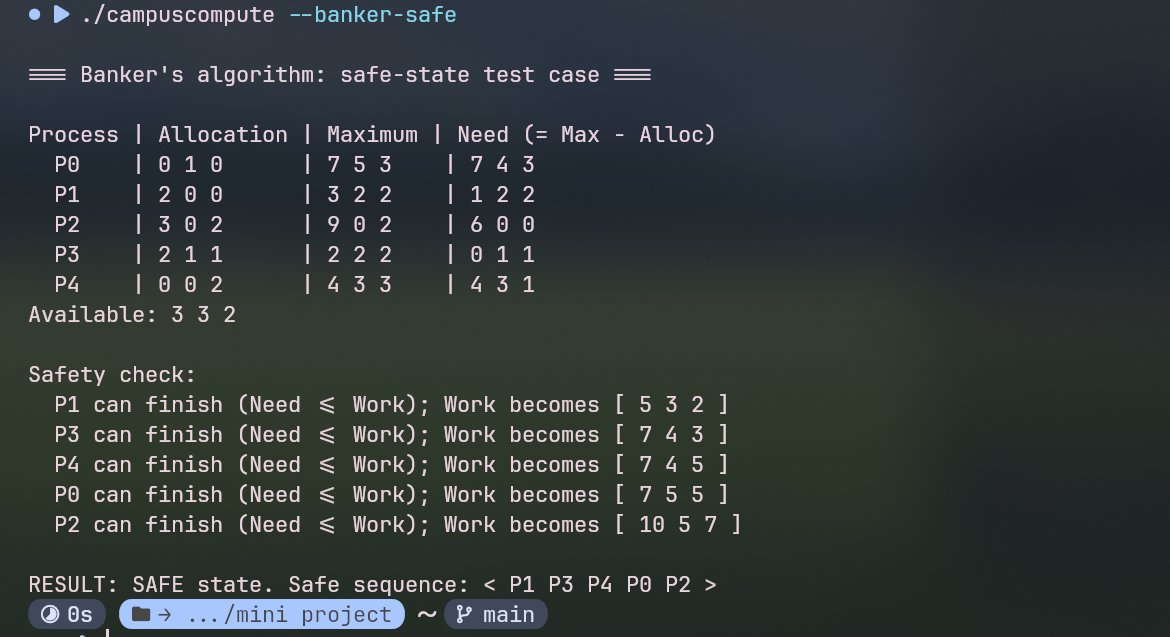 ./campuscompute --banker-safe
=== Banker's algorithm: safe-state test case ===
Process | Allocation | Maximum | Need (= Max - Alloc)
P0 | 0 1 0 | 7 5 3 | 7 4 3
P1 | 2 0 0 | 3 2 2 | 1 2 2
P2 | 3 0 2 | 9 0 2 | 6 0 0
P3 | 2 1 1 | 2 2 2 | 0 1 1
P4 | 0 0 2 | 4 3 3 | 4 3 1
Available: 3 3 2
Safety check:
P1 can finish (Need <= Work); Work becomes [ 5 3 2 ]
P3 can finish (Need <= Work); Work becomes [ 7 4 3 ]
P4 can finish (Need <= Work); Work becomes [ 7 4 5 ]
P0 can finish (Need <= Work); Work becomes [ 7 5 5 ]
P2 can finish (Need <= Work); Work becomes [ 10 5 7 ]
RESULT: SAFE state. Safe sequence: < P1 P3 P4 P0 P2 >
0s → .../mini project ~ main